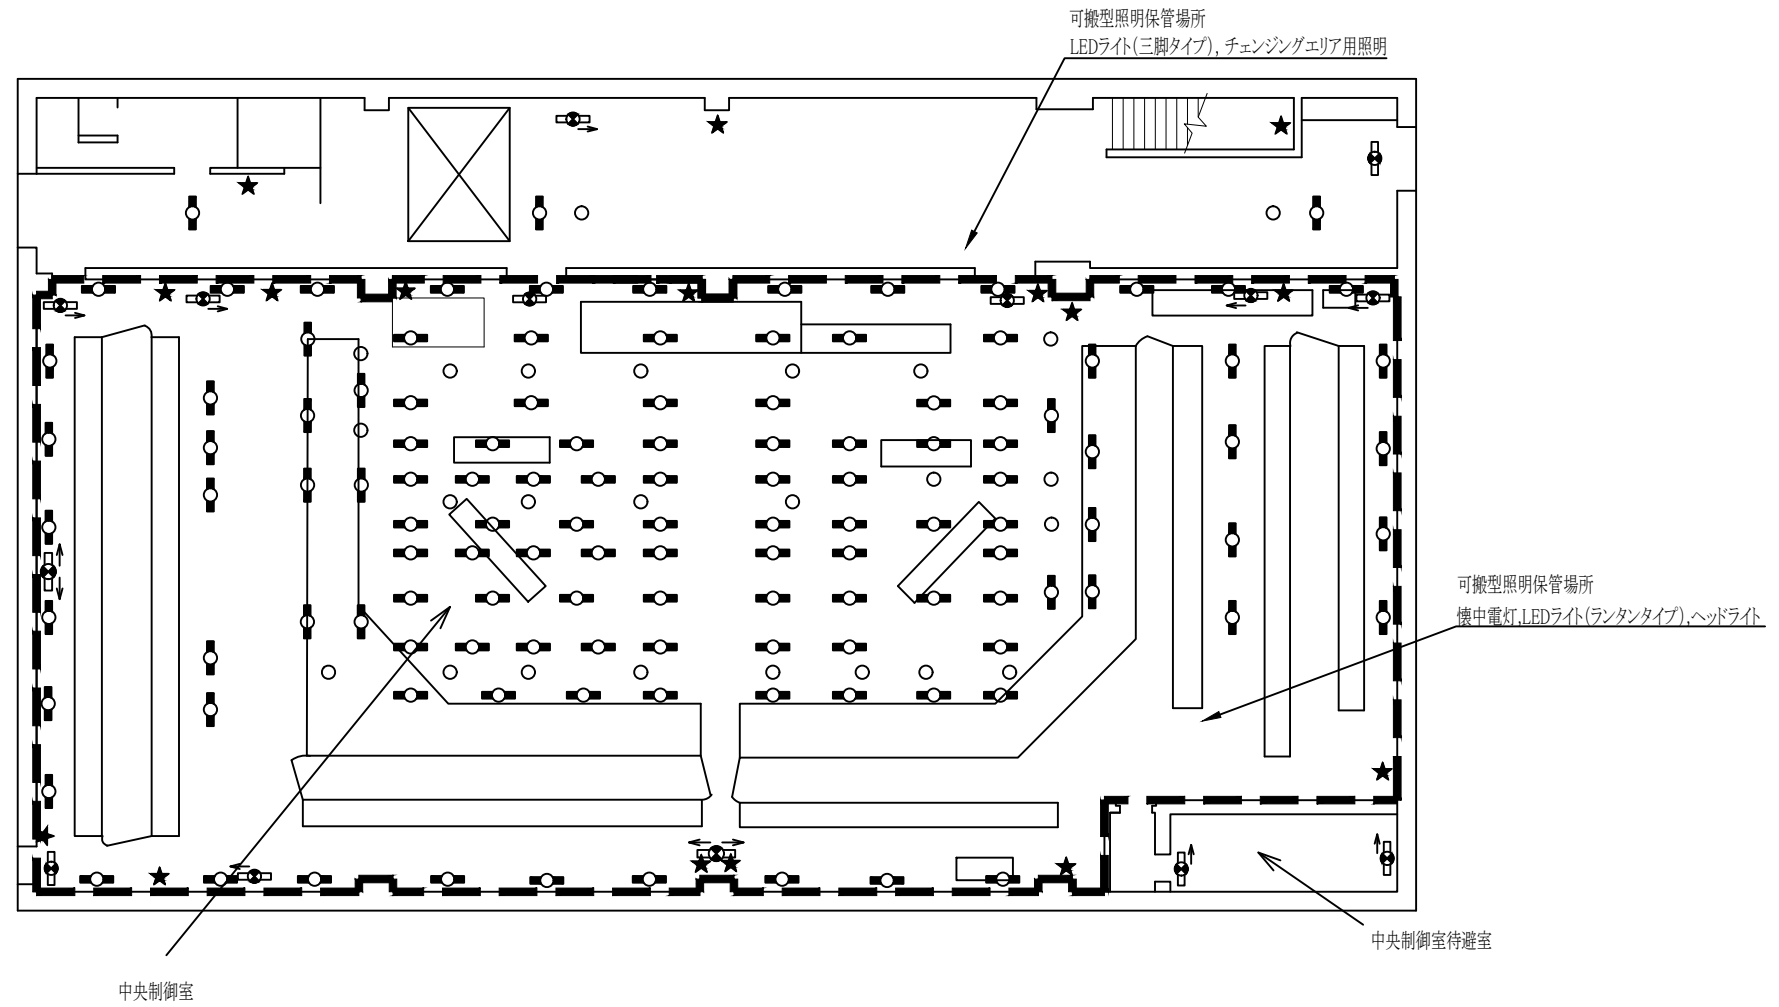 可搬型照明保管場所
LEDライト(三脚タイプ), チェンジングエリア用照明
可搬型照明保管場所
懐中電灯,LEDライト(ランタンタイプ),ヘッドライト
中央制御室待避室
中央制御室